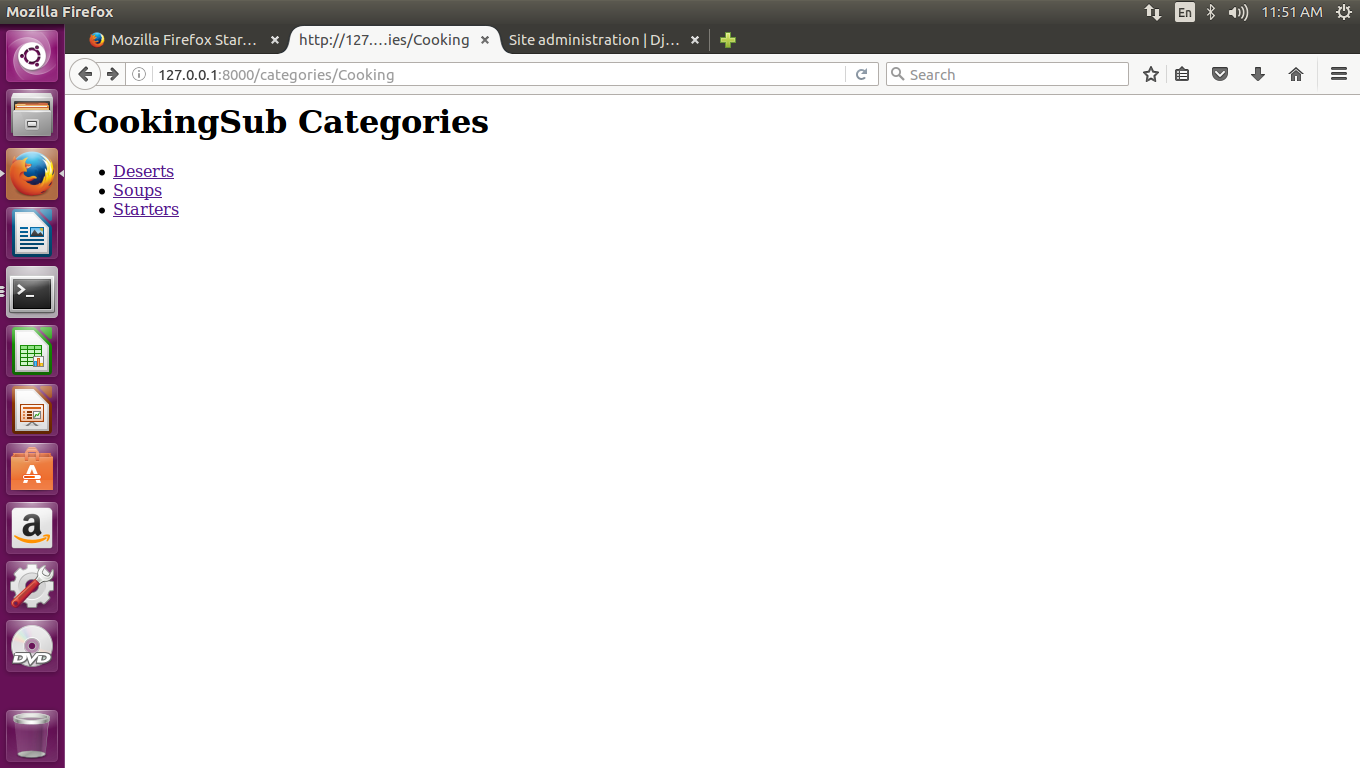 Mozilla Firefox
En
11:51 AM
Mozilla Firefox Star...
http://127....ies/Cooking
Site administration | Dj...
127.0.0.1:8000/categories/Cooking
Search
CookingSub Categories
Deserts
Soups
Starters
A
a
DVD